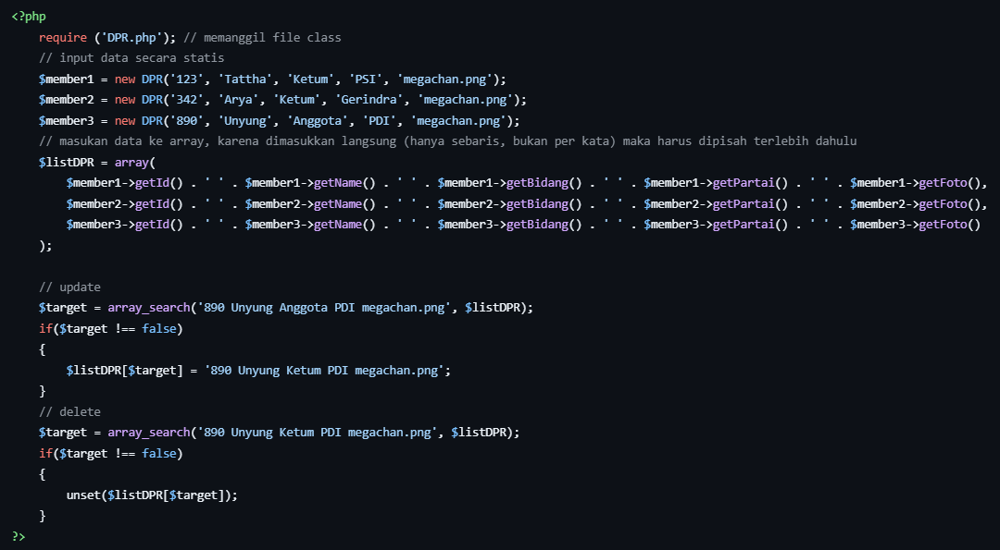 <?php
    require ('DPR.php'); // memanggil file class
    // input data secara statis
    $member1 = new DPR('123', 'Tattha', 'Ketum', 'PSI', 'megachan.png');
    $member2 = new DPR('342', 'Arya', 'Ketum', 'Gerindra', 'megachan.png');
    $member3 = new DPR('890', 'Unyung', 'Anggota', 'PDI', 'megachan.png');
    // masukan data ke array, karena dimasukkan langsung (hanya sebaris, bukan per kata) maka harus dipisah terlebih dahulu
    $listDPR = array(
        $member1->getId() . ' ' . $member1->getName() . ' ' . $member1->getBidang() . ' ' . $member1->getPartai() . ' ' . $member1->getFoto(),
        $member2->getId() . ' ' . $member2->getName() . ' ' . $member2->getBidang() . ' ' . $member2->getPartai() . ' ' . $member2->getFoto(),
        $member3->getId() . ' ' . $member3->getName() . ' ' . $member3->getBidang() . ' ' . $member3->getPartai() . ' ' . $member3->getFoto()
    );

    // update
    $target = array_search('890 Unyung Anggota PDI megachan.png', $listDPR);
    if($target !== false)
    {
        $listDPR[$target] = '890 Unyung Ketum PDI megachan.png';
    }
    // delete
    $target = array_search('890 Unyung Ketum PDI megachan.png', $listDPR);
    if($target !== false)
    {
        unset($listDPR[$target]);
    }
?>